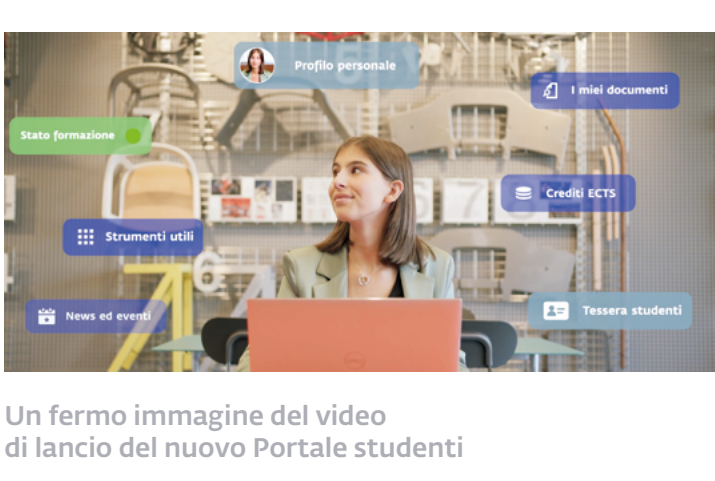 Profilo personale
I miei documenti
Stato formazione
Crediti ECTS
Strumenti utili
News ed eventi
Tessera studenti
DELL
Un fermo immagine del video
di lancio del nuovo Portale studenti